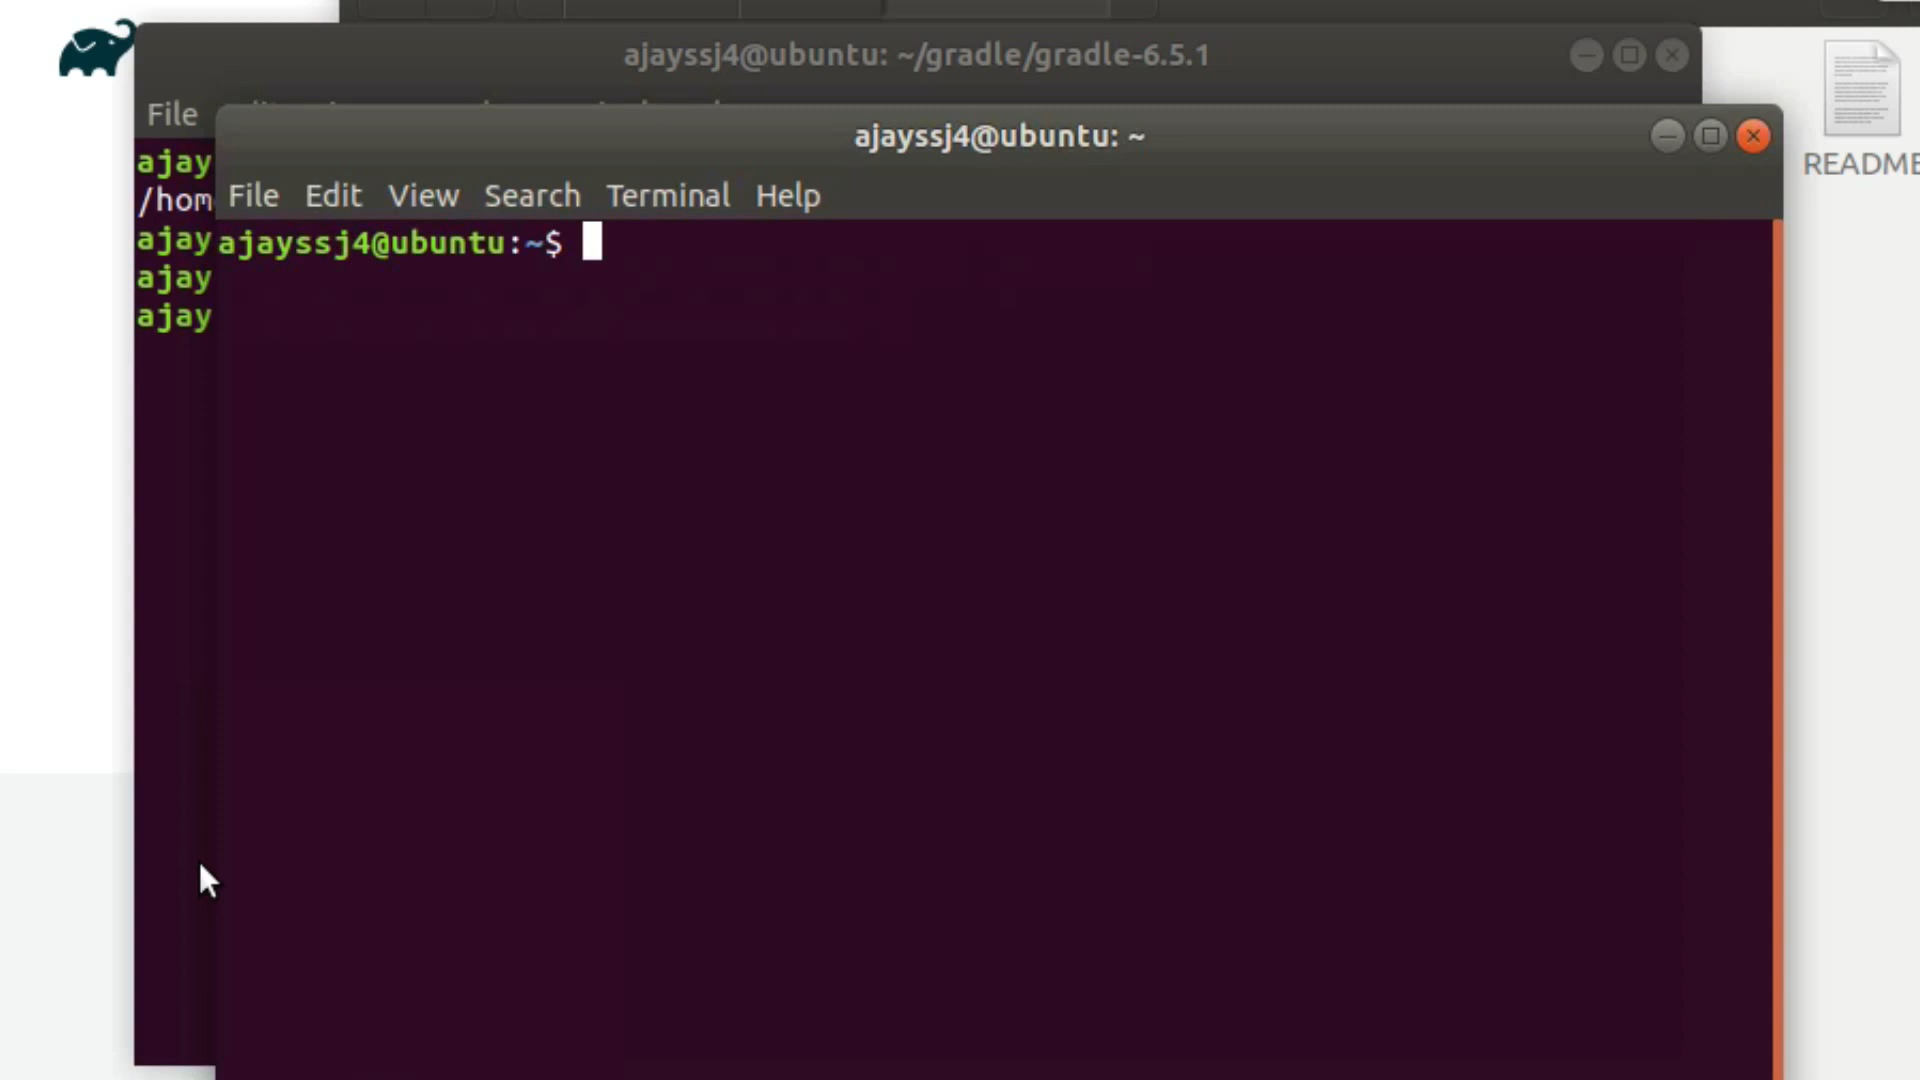 ajayssj4@ubuntu: ~/gradle/gradle-6.5.1
File
ajayssj4@ubuntu: ~
README
File Edit View Search Terminal Help
ajay
/hom
ajay
ajayssj4@ubuntu:~$
ajay
ajay